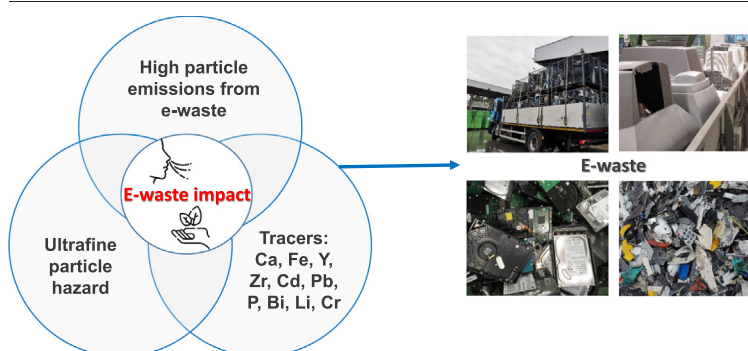 High particle
emissions from
e-waste
E-waste impact
Ultrafine
particle
hazard
Tracers:
Ca, Fe, Y,
Zr, Cd, Pb,
P, Bi, Li, Cr
E-waste